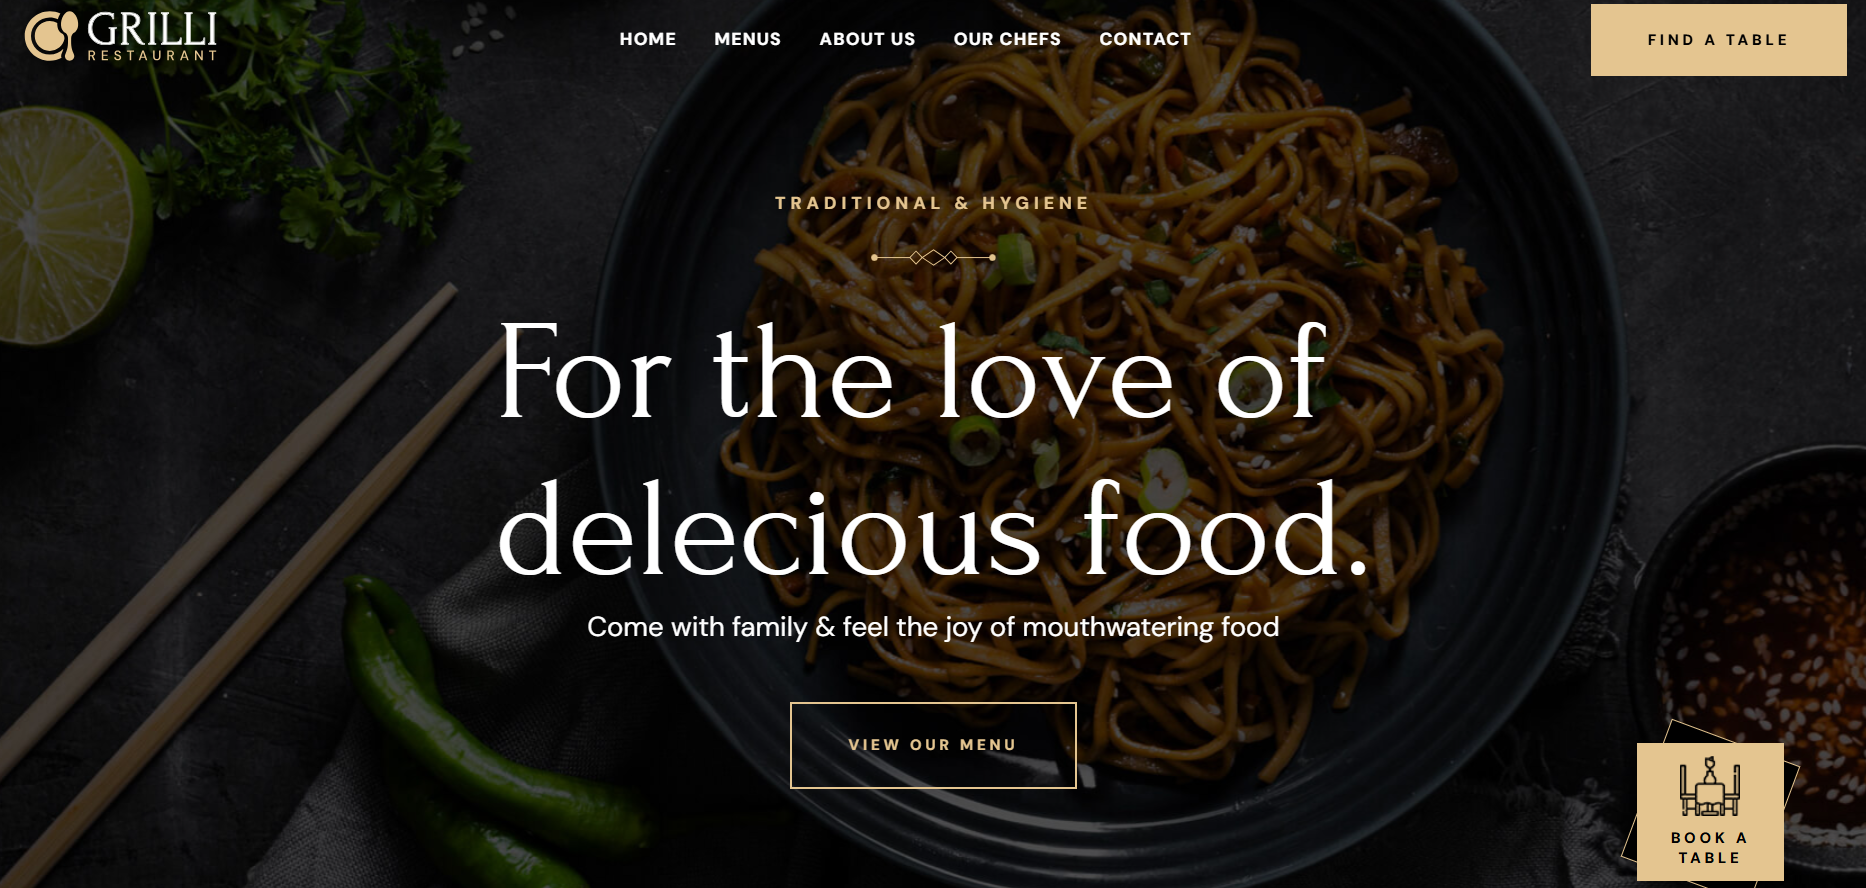 GRILLI
RESTAURANT
HOME MENUS ABOUT US OUR CHEFS CONTACT
FIND A TABLE
TRADITIONAL & HYGIENE
For the love of
delecious food.
Come with family & feel the joy of mouthwatering food
VIEW OUR MENU
BOOK A
TABLE